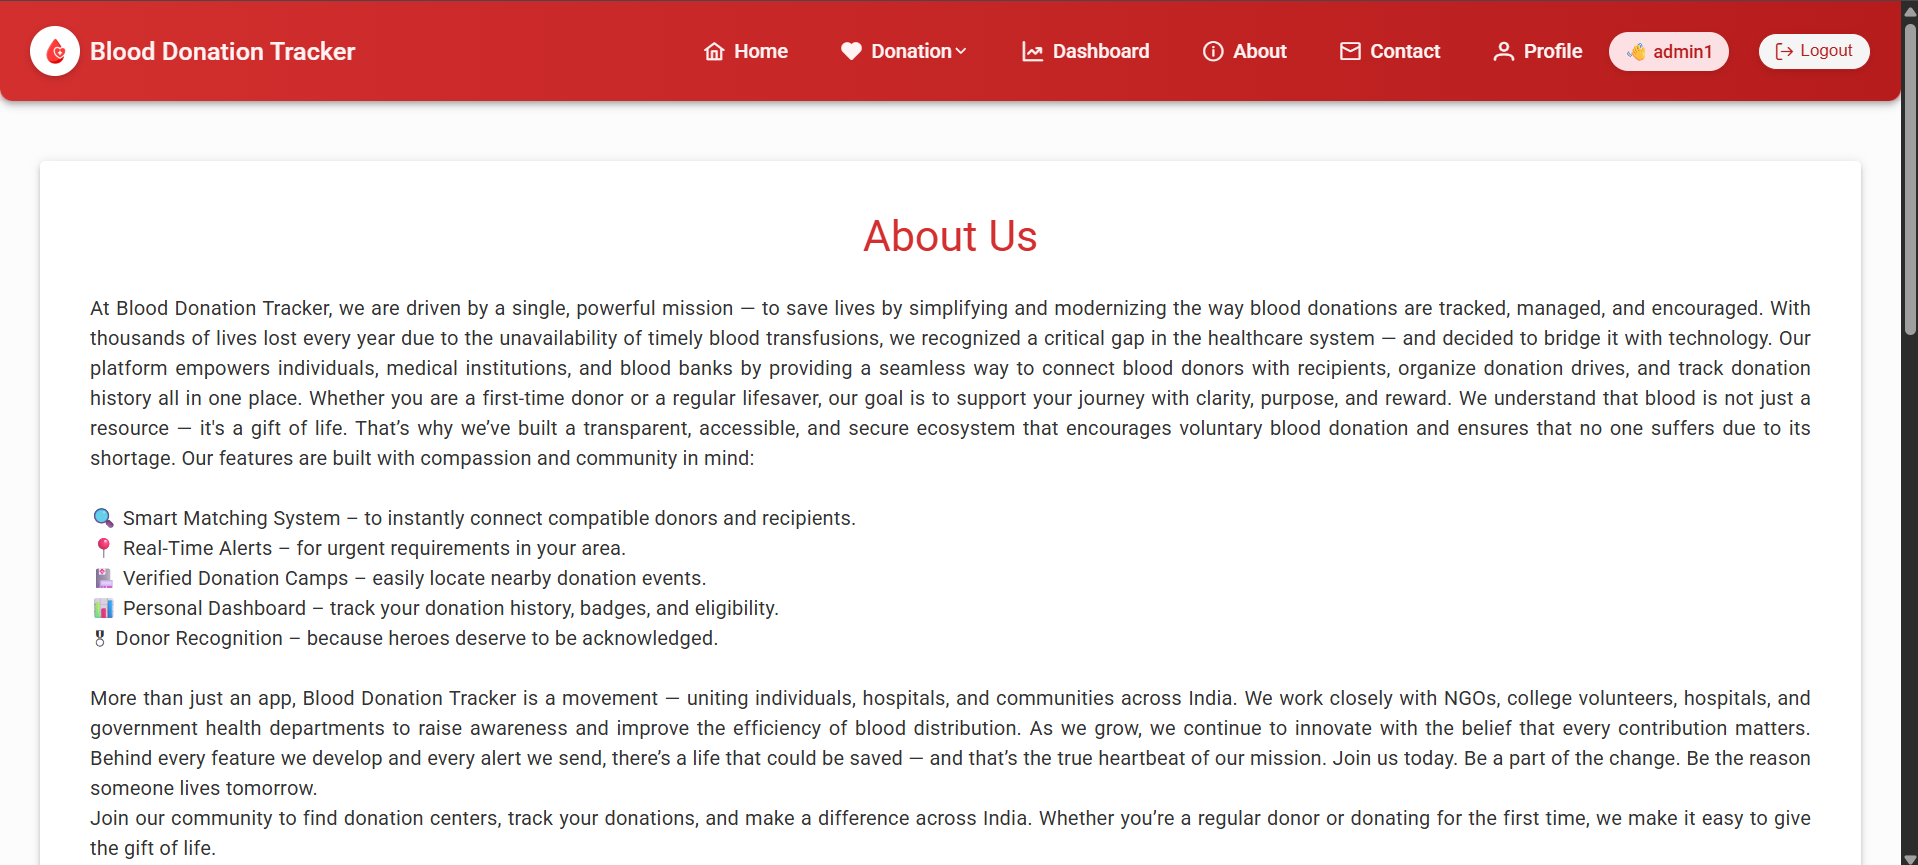 Blood Donation Tracker
Home
Donation
Dashboard
About
Contact
Profile
admin1
Logout
About Us
At Blood Donation Tracker, we are driven by a single, powerful mission — to save lives by simplifying and modernizing the way blood donations are tracked, managed, and encouraged. With
thousands of lives lost every year due to the unavailability of timely blood transfusions, we recognized a critical gap in the healthcare system — and decided to bridge it with technology. Our
platform empowers individuals, medical institutions, and blood banks by providing a seamless way to connect blood donors with recipients, organize donation drives, and track donation
history all in one place. Whether you are a first-time donor or a regular lifesaver, our goal is to support your journey with clarity, purpose, and reward. We understand that blood is not just a
resource — it's a gift of life. That’s why we’ve built a transparent, accessible, and secure ecosystem that encourages voluntary blood donation and ensures that no one suffers due to its
shortage. Our features are built with compassion and community in mind:
🔍 Smart Matching System – to instantly connect compatible donors and recipients.
📍 Real-Time Alerts – for urgent requirements in your area.
🏥 Verified Donation Camps – easily locate nearby donation events.
📊 Personal Dashboard – track your donation history, badges, and eligibility.
🎖 Donor Recognition – because heroes deserve to be acknowledged.
More than just an app, Blood Donation Tracker is a movement — uniting individuals, hospitals, and communities across India. We work closely with NGOs, college volunteers, hospitals, and
government health departments to raise awareness and improve the efficiency of blood distribution. As we grow, we continue to innovate with the belief that every contribution matters.
Behind every feature we develop and every alert we send, there’s a life that could be saved — and that’s the true heartbeat of our mission. Join us today. Be a part of the change. Be the reason
someone lives tomorrow.
Join our community to find donation centers, track your donations, and make a difference across India. Whether you’re a regular donor or donating for the first time, we make it easy to give
the gift of life.